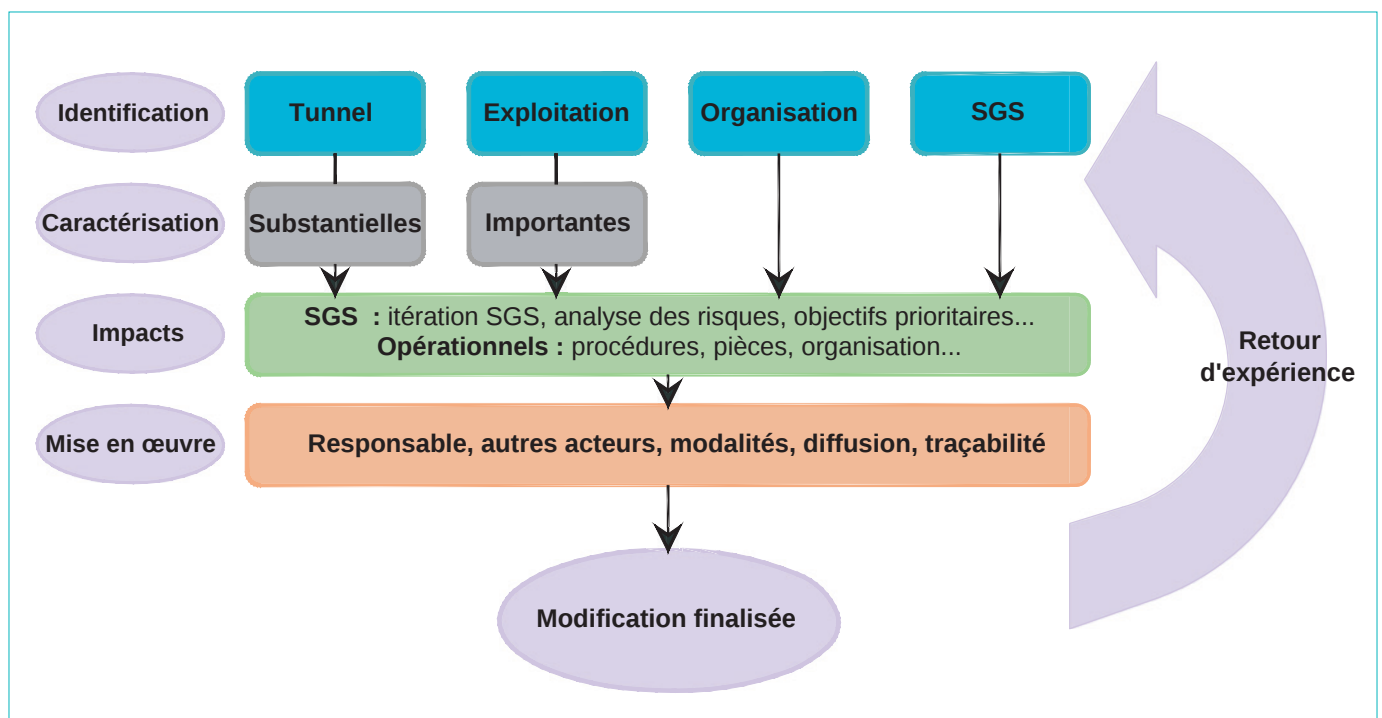 Identification
Tunnel
Exploitation
Organisation
SGS
Caractérisation
Substantielles
Importantes
Impacts
SGS : itération SGS, analyse des risques, objectifs prioritaires...
Opérationnels : procédures, pièces, organisation...
Retour
d'expérience
Mise en œuvre
Responsable, autres acteurs, modalités, diffusion, traçabilité
Modification finalisée